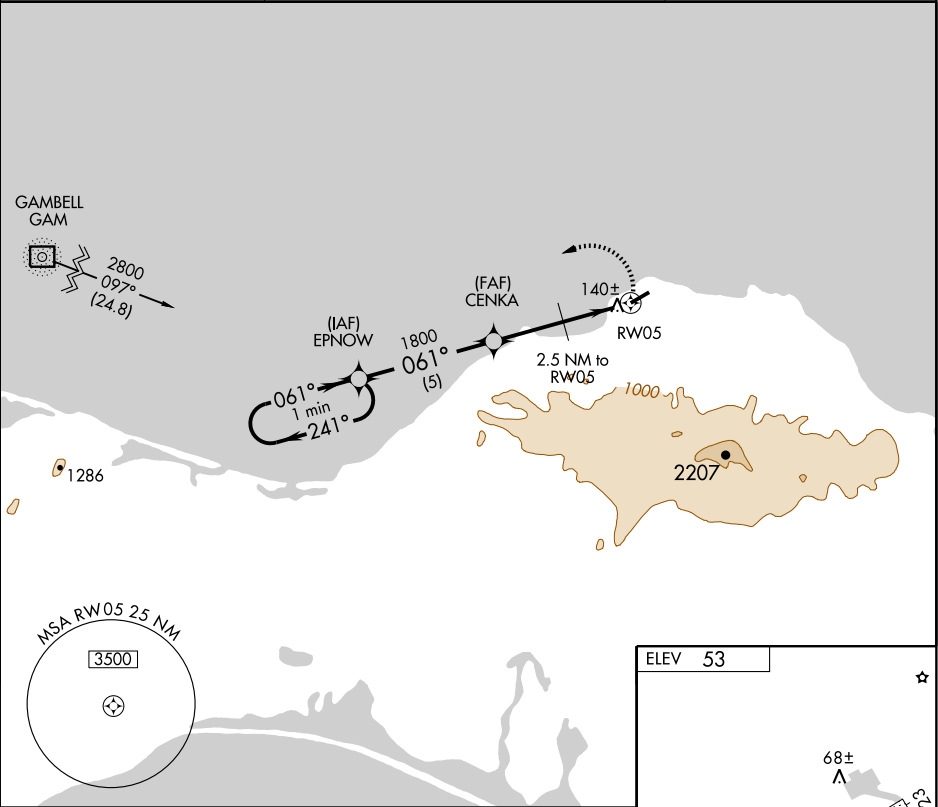 GAMBELL
GAM
2800
097°
(24.8)
(IAF)
EPNOW
1800
061°
(5)
(FAF)
CENKA
140±
RW05
2.5 NM to
RW05
061°
1 min
241°
1000
2207
1286
MSA RW05 25 NM
3500
ELEV 53
68±